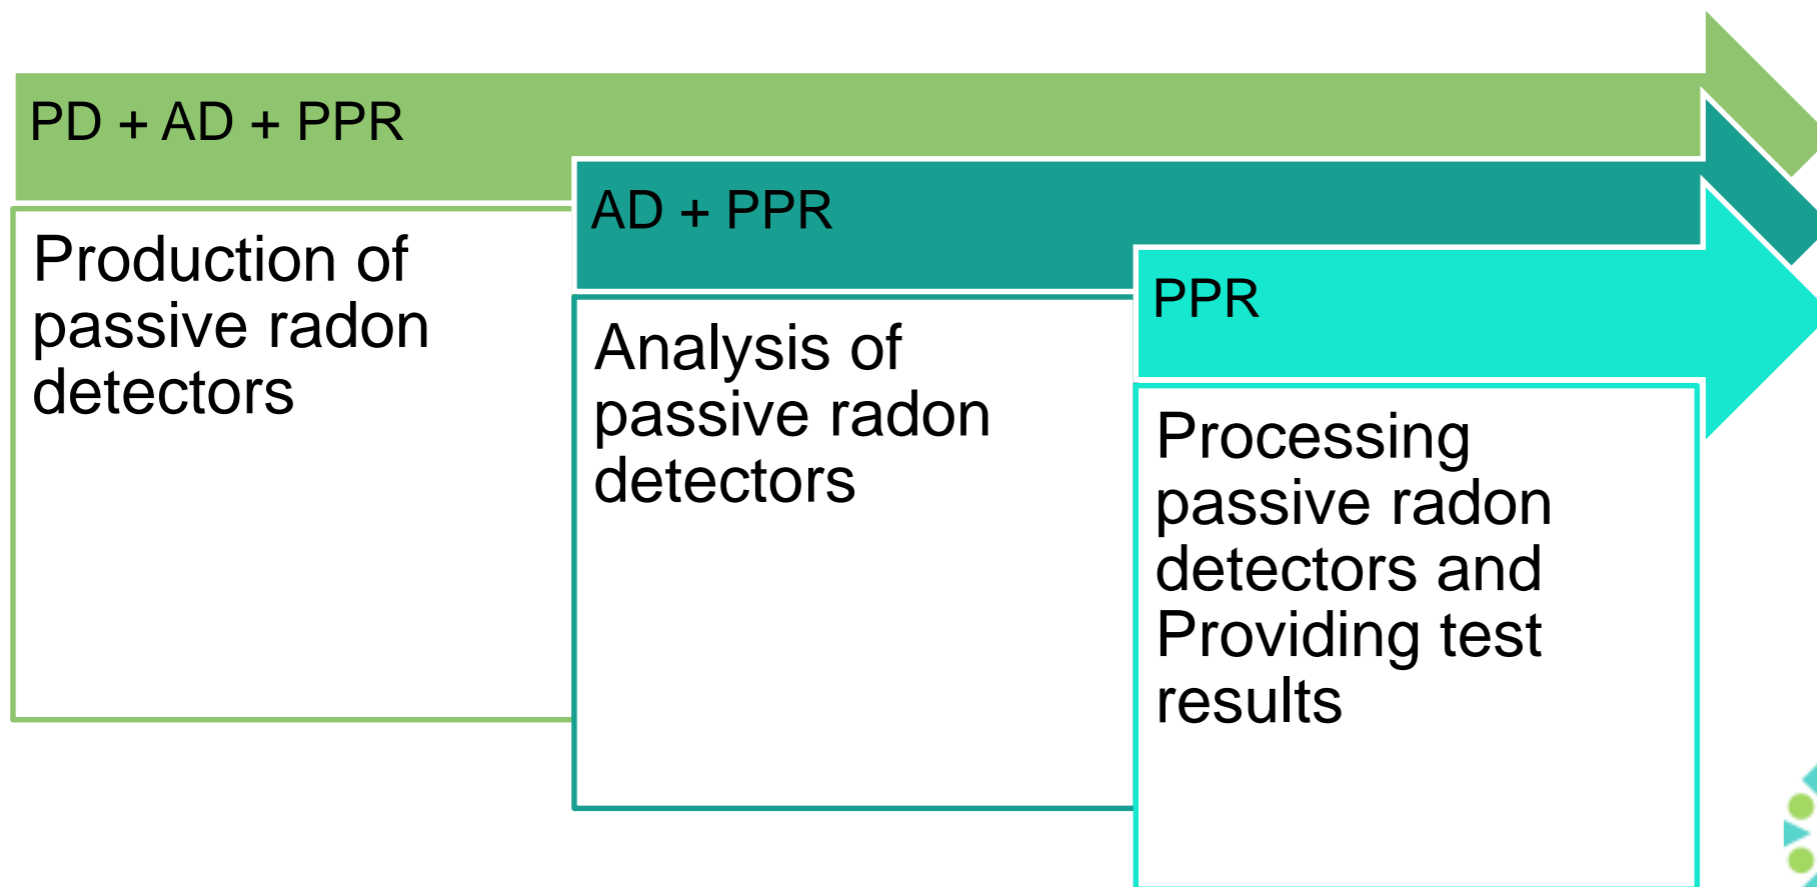 PD + AD + PPR
Production of
passive radon
detectors
AD + PPR
Analysis of
passive radon
detectors
PPR
Processing
passive radon
detectors and
Providing test
results